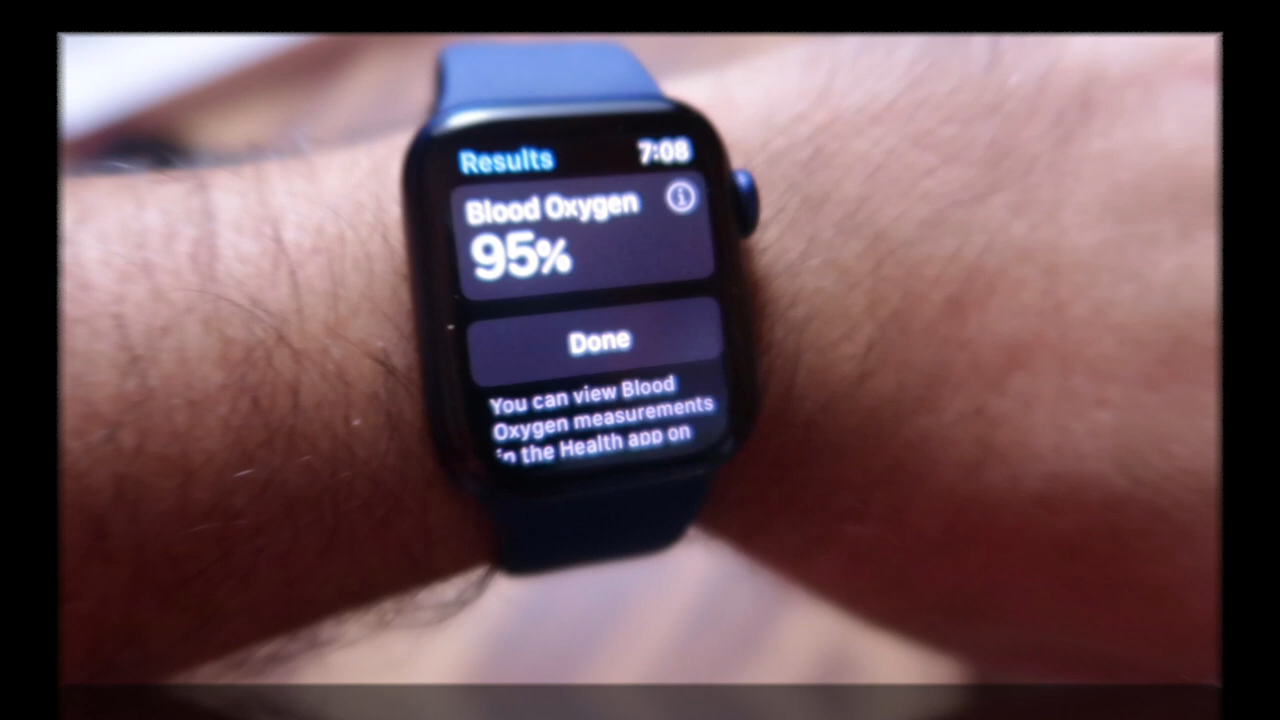 Results 7:08
Blood Oxygen
95%
Done
You can view Blood
Oxygen measurements
in the Health app on